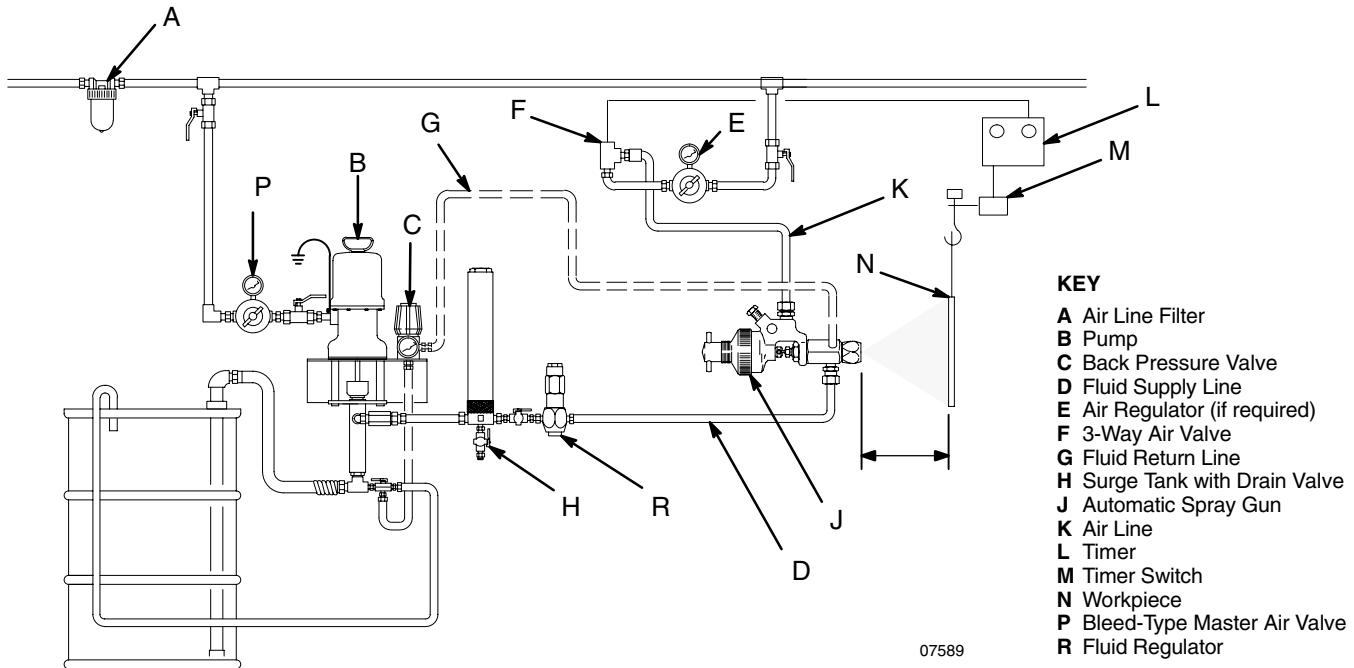 A
F
E
L
G
M
P
B
C
K
N
H
R
J
D
KEY
A Air Line Filter
B Pump
C Back Pressure Valve
D Fluid Supply Line
E Air Regulator (if required)
F 3-Way Air Valve
G Fluid Return Line
H Surge Tank with Drain Valve
J Automatic Spray Gun
K Air Line
L Timer
M Timer Switch
N Workpiece
P Bleed-Type Master Air Valve
R Fluid Regulator
07589